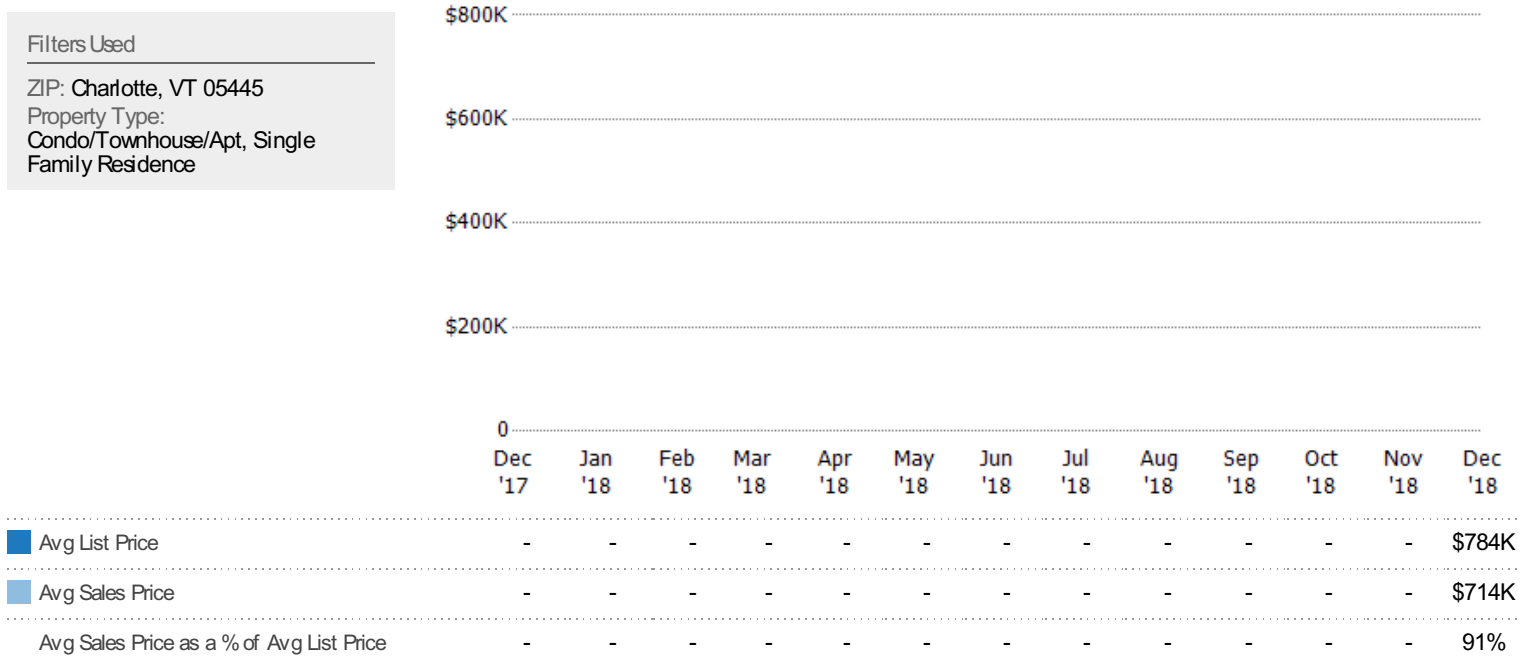 Filters Used
ZIP: Charlotte, VT 05445
Property Type:
Condo/Townhouse/Apt, Single
Family Residence
$800K
$600K
$400K
$200K
0
Dec Jan Feb Mar Apr May Jun Jul Aug Sep Oct Nov Dec
'17 '18 '18 '18 '18 '18 '18 '18 '18 '18 '18 '18 '18
Avg List Price - - - - - - - - - - - - $784K
Avg Sales Price - - - - - - - - - - - - $714K
Avg Sales Price as a % of Avg List Price - - - - - - - - - - - - 91%